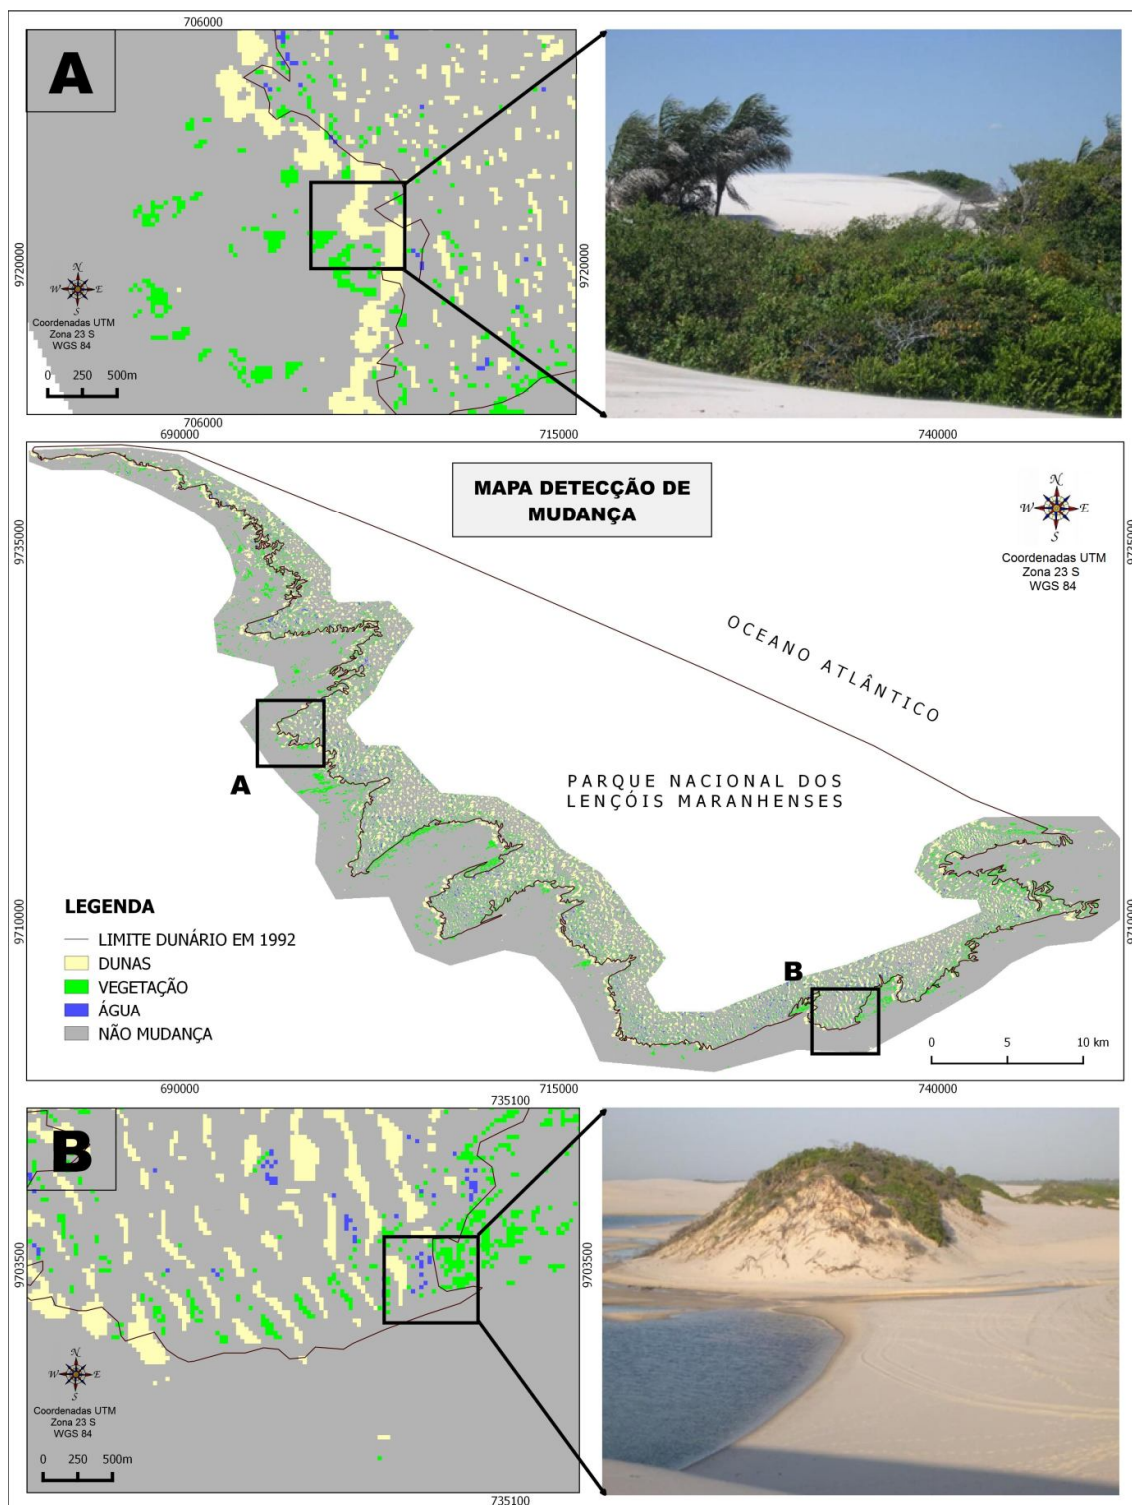 706000
A
9720000
9720000
N
W E
S
Coordenadas UTM
Zona 23 S
WGS 84
0 250 500m
706000
690000 715000 740000
MAPA DETECÇÃO DE
MUDANÇA
N
W E
S
Coordenadas UTM
Zona 23 S
WGS 84
9735000
9735000
OCEANO ATLÂNTICO
PARQUE NACIONAL DOS
LENÇÓIS MARANHENSES
A
LEGENDA
LIMITE DUNÁRIO EM 1992
DUNAS
VEGETAÇÃO
ÁGUA
NÃO MUDANÇA
9710000
9710000
B
0 5 10 km
690000 715000 740000
735100
B
9703500
9703500
N
W E
S
Coordenadas UTM
Zona 23 S
WGS 84
0 250 500m
735100